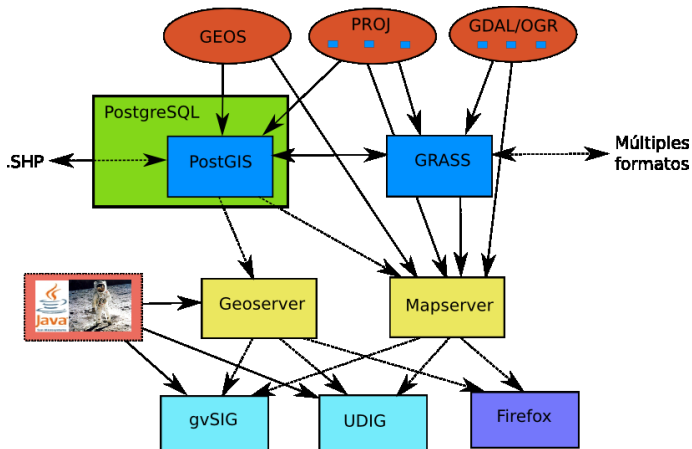 GEOS
PROJ
GDAL/OGR
PostgreSQL
.SHP
PostGIS
GRASS
Múltiples
formatos
Java
Geoserver
Mapserver
gvSIG
UDIG
Firefox